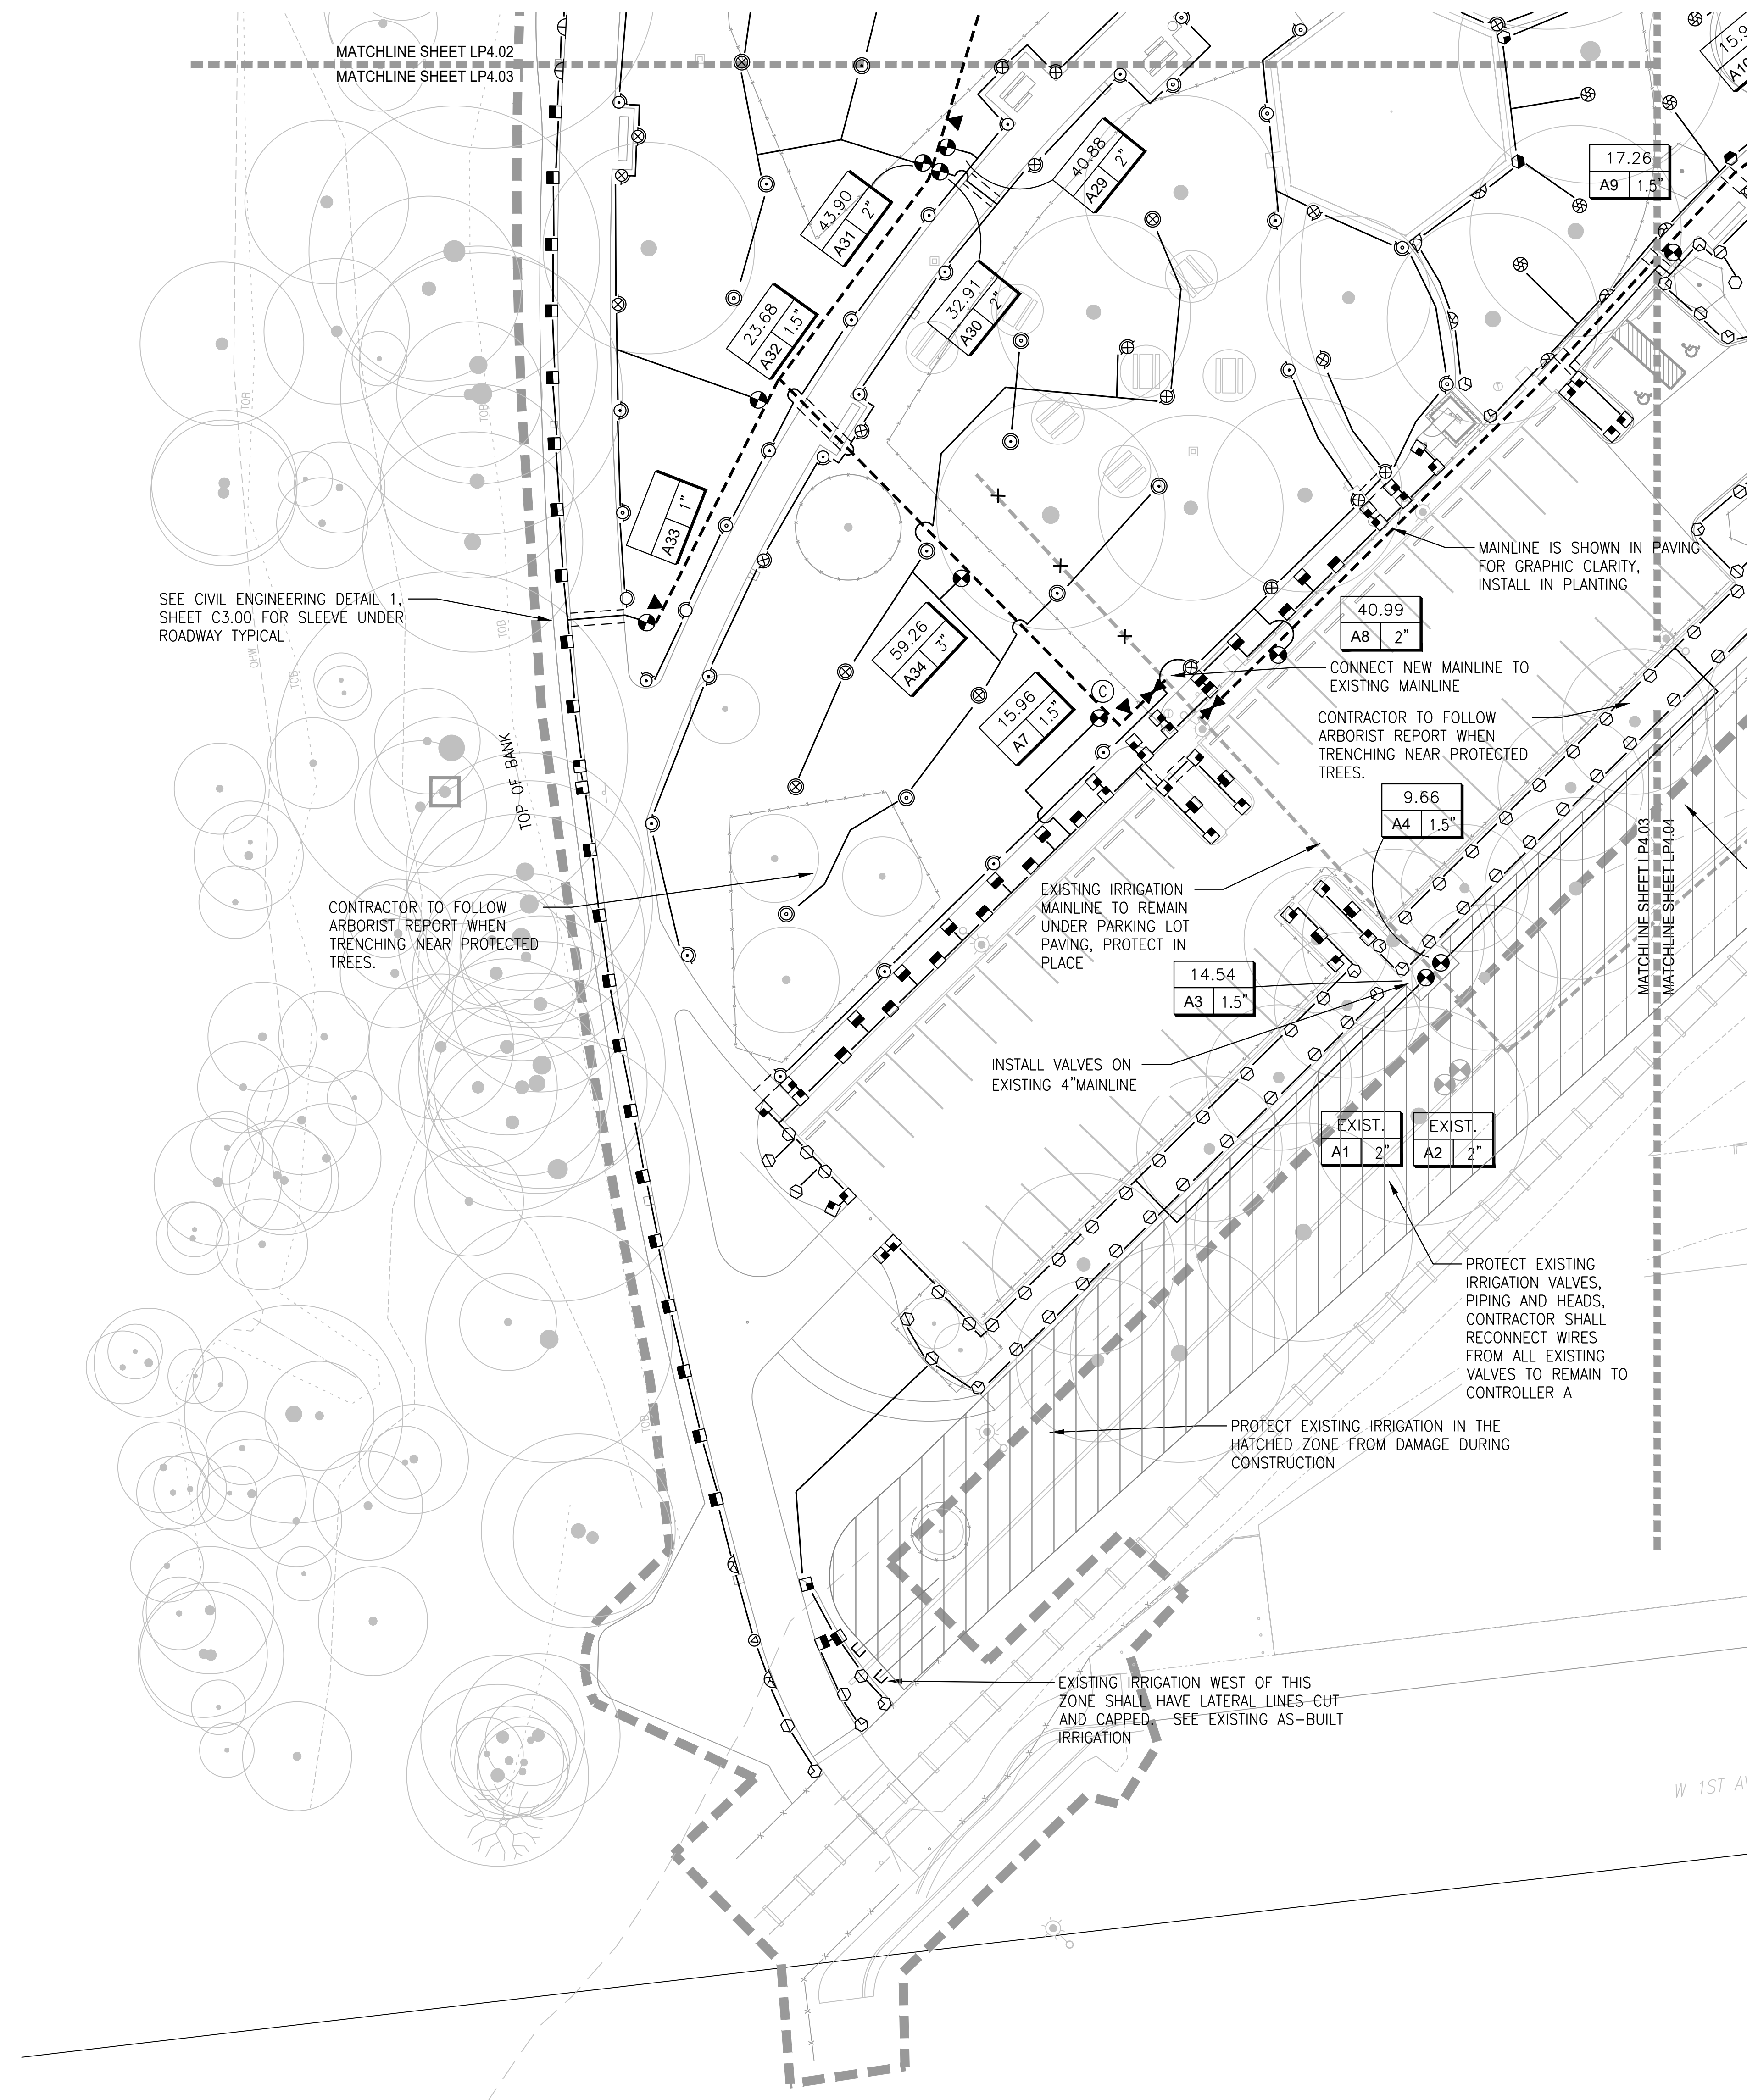 MATCHLINE SHEET LP4.02
MATCHLINE SHEET LP4.03
17.26
A9 1.5"
43.90
A31 2"
40.88
A29 2"
23.68
A32 1.5"
32.91
A30 2"
TOB
TOB
A33 1"
MAINLINE IS SHOWN IN PAVING
FOR GRAPHIC CLARITY,
INSTALL IN PLANTING
SEE CIVIL ENGINEERING DETAIL 1,
SHEET C3.00 FOR SLEEVE UNDER
ROADWAY TYPICAL
TOB
OHW
TOB
59.26
A34 3"
40.99
A8 2"
CONNECT NEW MAINLINE TO
EXISTING MAINLINE
C
15.96
A7 1.5"
CONTRACTOR TO FOLLOW
ARBORIST REPORT WHEN
TRENCHING NEAR PROTECTED
TREES.
TOP OF BANK
9.66
A4 1.5"
MATCHLINE SHEET LP4.03
MATCHLINE SHEET LP4.04
CONTRACTOR TO FOLLOW
ARBORIST REPORT WHEN
TRENCHING NEAR PROTECTED
TREES.
EXISTING IRRIGATION
MAINLINE TO REMAIN
UNDER PARKING LOT
PAVING, PROTECT IN
PLACE
14.54
A3 1.5"
INSTALL VALVES ON
EXISTING 4"MAINLINE
EXIST.
A1 2"
EXIST.
A2 2"
PROTECT EXISTING
IRRIGATION VALVES,
PIPING AND HEADS,
CONTRACTOR SHALL
RECONNECT WIRES
FROM ALL EXISTING
VALVES TO REMAIN TO
CONTROLLER A
TOB
PROTECT EXISTING IRRIGATION IN THE
HATCHED ZONE FROM DAMAGE DURING
CONSTRUCTION
EXISTING IRRIGATION WEST OF THIS
ZONE SHALL HAVE LATERAL LINES CUT
AND CAPPED. SEE EXISTING AS-BUILT
IRRIGATION
W 1ST